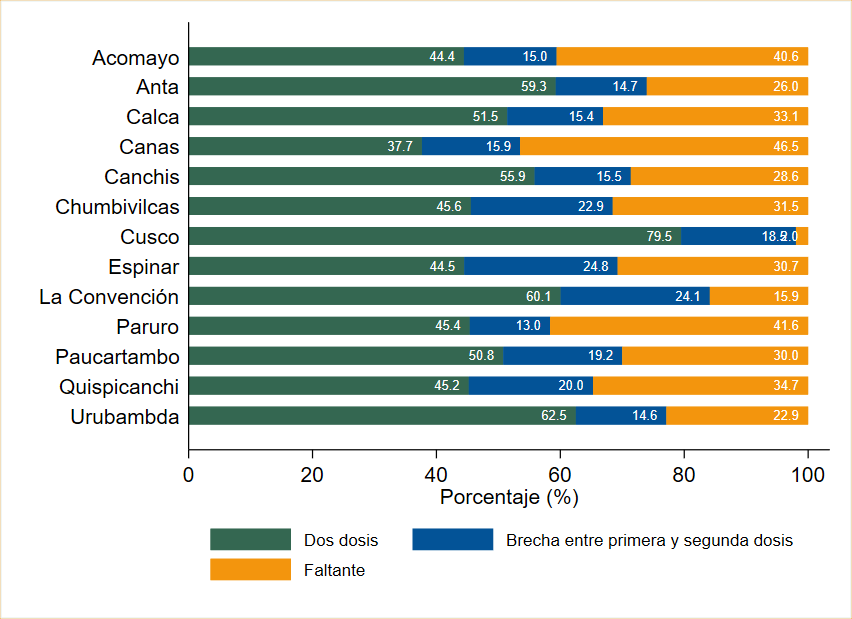 Acomayo 44.4 15.0 40.6
Anta 59.3 14.7 26.0
Calca 51.5 15.4 33.1
Canas 37.7 15.9 46.5
Canchis 55.9 15.5 28.6
Chumbivilcas 45.6 22.9 31.5
Cusco 79.5 18.5 2.0
Espinar 44.5 24.8 30.7
La Convención 60.1 24.1 15.9
Paruro 45.4 13.0 41.6
Paucartambo 50.8 19.2 30.0
Quispicanchi 45.2 20.0 34.7
Urubambda 62.5 14.6 22.9
0 20 40 60 80 100
Porcentaje (%)
Dos dosis Brecha entre primera y segunda dosis
Faltante